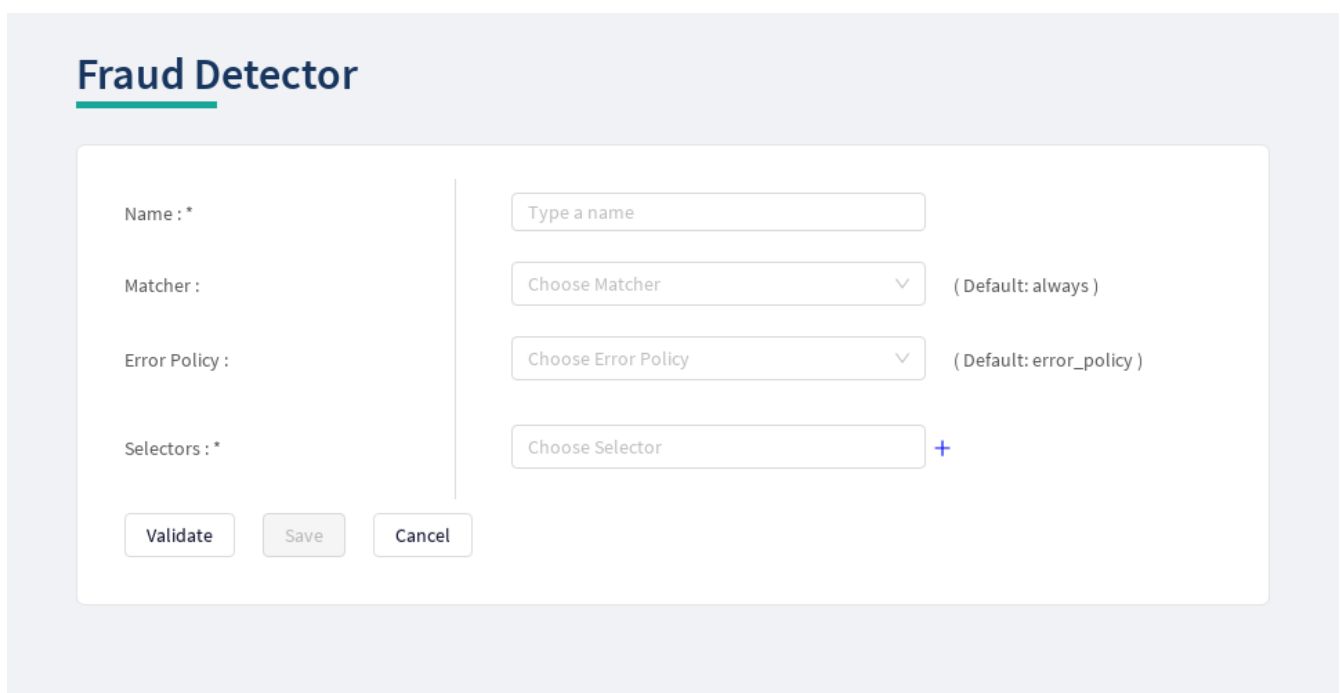 Fraud Detector
Name : * Type a name
Matcher : Choose Matcher ( Default: always )
Error Policy : Choose Error Policy ( Default: error_policy )
Selectors : * Choose Selector +
Validate Save Cancel